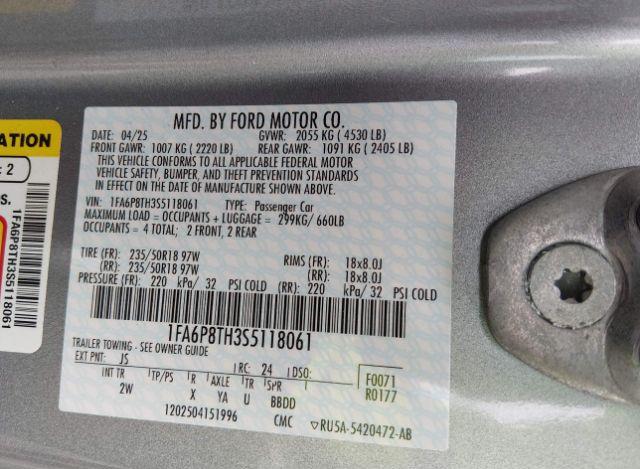 MFD. BY FORD MOTOR CO.
DATE: 04/25 GVWR: 2055 KG ( 4530 LB)
FRONT GAWR: 1007 KG ( 2220 LB) REAR GAWR: 1091 KG ( 2405 LB)
THIS VEHICLE CONFORMS TO ALL APPLICABLE FEDERAL MOTOR
VEHICLE SAFETY, BUMPER, AND THEFT PREVENTION STANDARDS
IN EFFECT ON THE DATE OF MANUFACTURE SHOWN ABOVE.
VIN: 1FA6P8TH3S5118061 TYPE: Passenger Car
MAXIMUM LOAD = OCCUPANTS + LUGGAGE = 299KG/ 660LB
OCCUPANTS = 4 TOTAL; 2 FRONT, 2 REAR
TIRE (FR): 235/50R18 97W RIMS (FR): 18x8.0J
(RR): 235/50R18 97W (RR): 18x8.0J
PRESSURE (FR): 220 kPa/ 32 PSI COLD (RR): 220 kPa/ 32 PSI COLD
1FA6P8TH3S5118061
TRAILER TOWING - SEE OWNER GUIDE
EXT PNT: JS RC: 24 DSO: F0071
INT TR TP/PS R AXLE TR SPR R0177
2W X YA U BBDD
1202504151996 CMC ▽RU5A-5420472-AB
ATION
: 2
S.
1FA6P8TH3S5118061